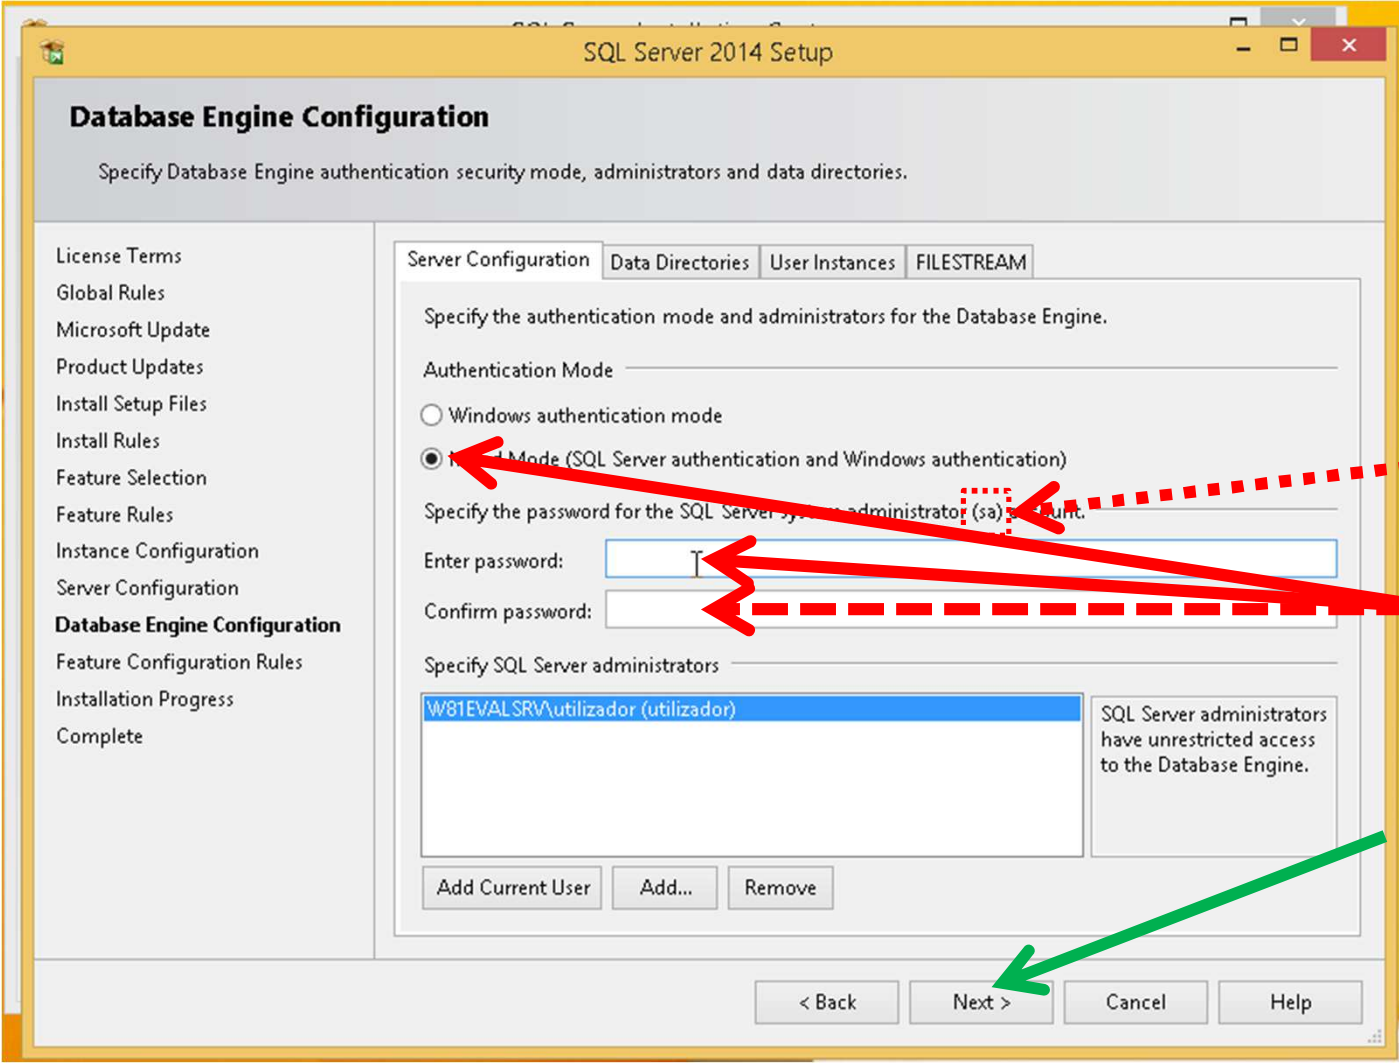 SQL Server 2014 Setup
Database Engine Configuration
Specify Database Engine authentication security mode, administrators and data directories.
License Terms
Global Rules
Microsoft Update
Product Updates
Install Setup Files
Install Rules
Feature Selection
Feature Rules
Instance Configuration
Server Configuration
Database Engine Configuration
Feature Configuration Rules
Installation Progress
Complete
Server Configuration
Data Directories
User Instances
FILESTREAM
Specify the authentication mode and administrators for the Database Engine.
Authentication Mode
Windows authentication mode
Mode (SQL Server authentication and Windows authentication)
Specify the password for the SQL Server system administrator (sa) account.
Enter password:
Confirm password:
Specify SQL Server administrators
W81EVALSRV\utilizador (utilizador)
SQL Server administrators
have unrestricted access
to the Database Engine.
Add Current User
Add...
Remove
< Back
Next >
Cancel
Help